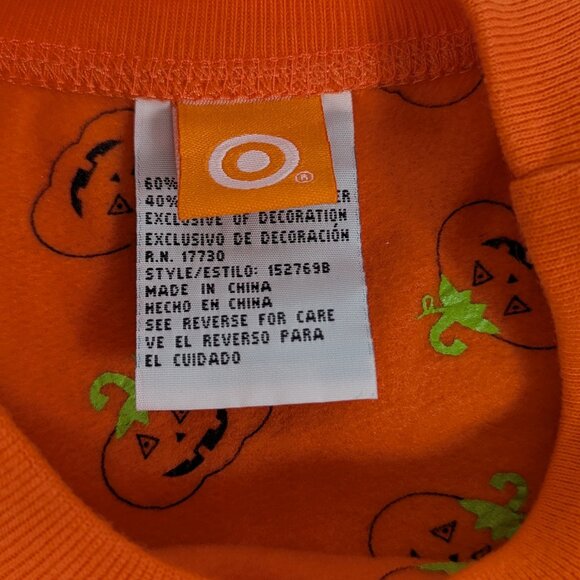 60%
40%
EXCLUSIVE OF DECORATION
EXCLUSIVO DE DECORACIÓN
R.N. 17730
STYLE/ESTILO: 152769B
MADE IN CHINA
HECHO EN CHINA
SEE REVERSE FOR CARE
VE EL REVERSO PARA
EL CUIDADO